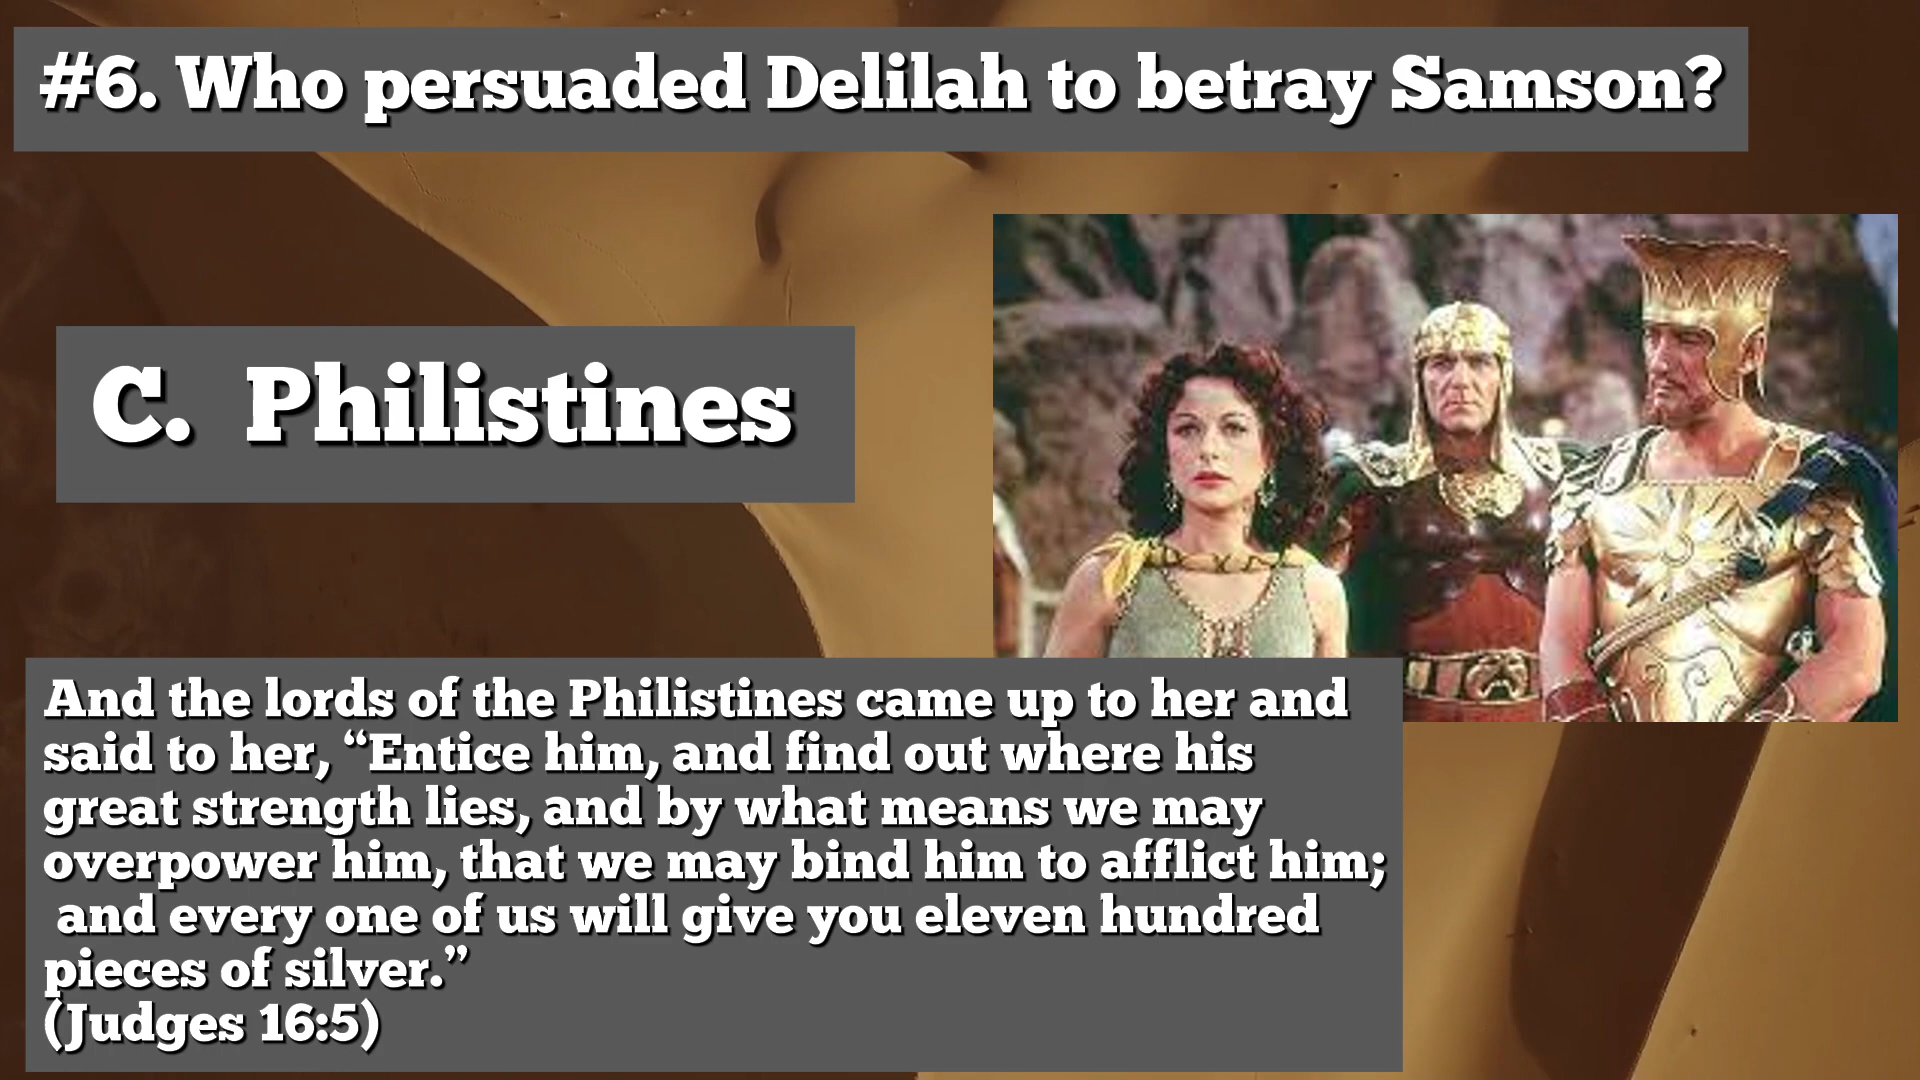 #6. Who persuaded Delilah to betray Samson?
C. Philistines
And the lords of the Philistines came up to her and
said to her, “Entice him, and find out where his
great strength lies, and by what means we may
overpower him, that we may bind him to afflict him;
and every one of us will give you eleven hundred
pieces of silver.”
(Judges 16:5)